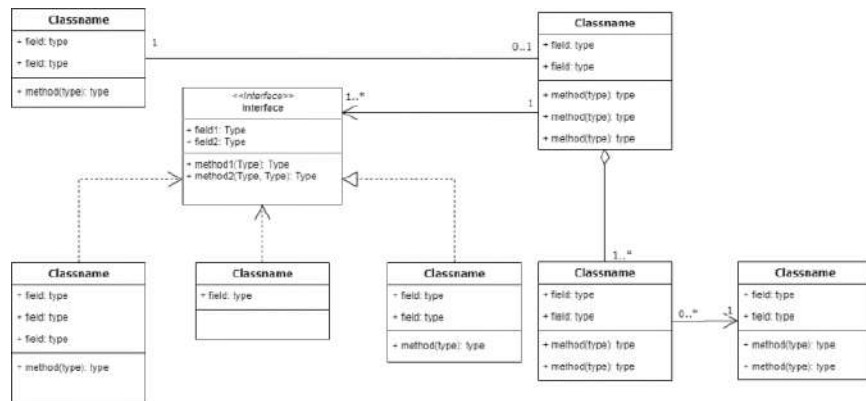 Classname
+ field: type
+ field: type
+ method(type): type
1
0..1
Classname
+ field: type
+ field: type
+ method(type): type
+ method(type): type
+ method(type): type
<<Interface>>
Interface
+ field1: Type
+ field2: Type
+ method1(Type): Type
+ method2(Type, Type): Type
1..*
1
Classname
+ field: type
+ field: type
+ field: type
+ method(type): type
Classname
+ field: type
Classname
+ field: type
+ field: type
+ method(type): type
1..*
Classname
+ field: type
+ field: type
+ method(type): type
+ method(type): type
0..*
1
Classname
+ field: type
+ field: type
+ method(type): type
+ method(type): type